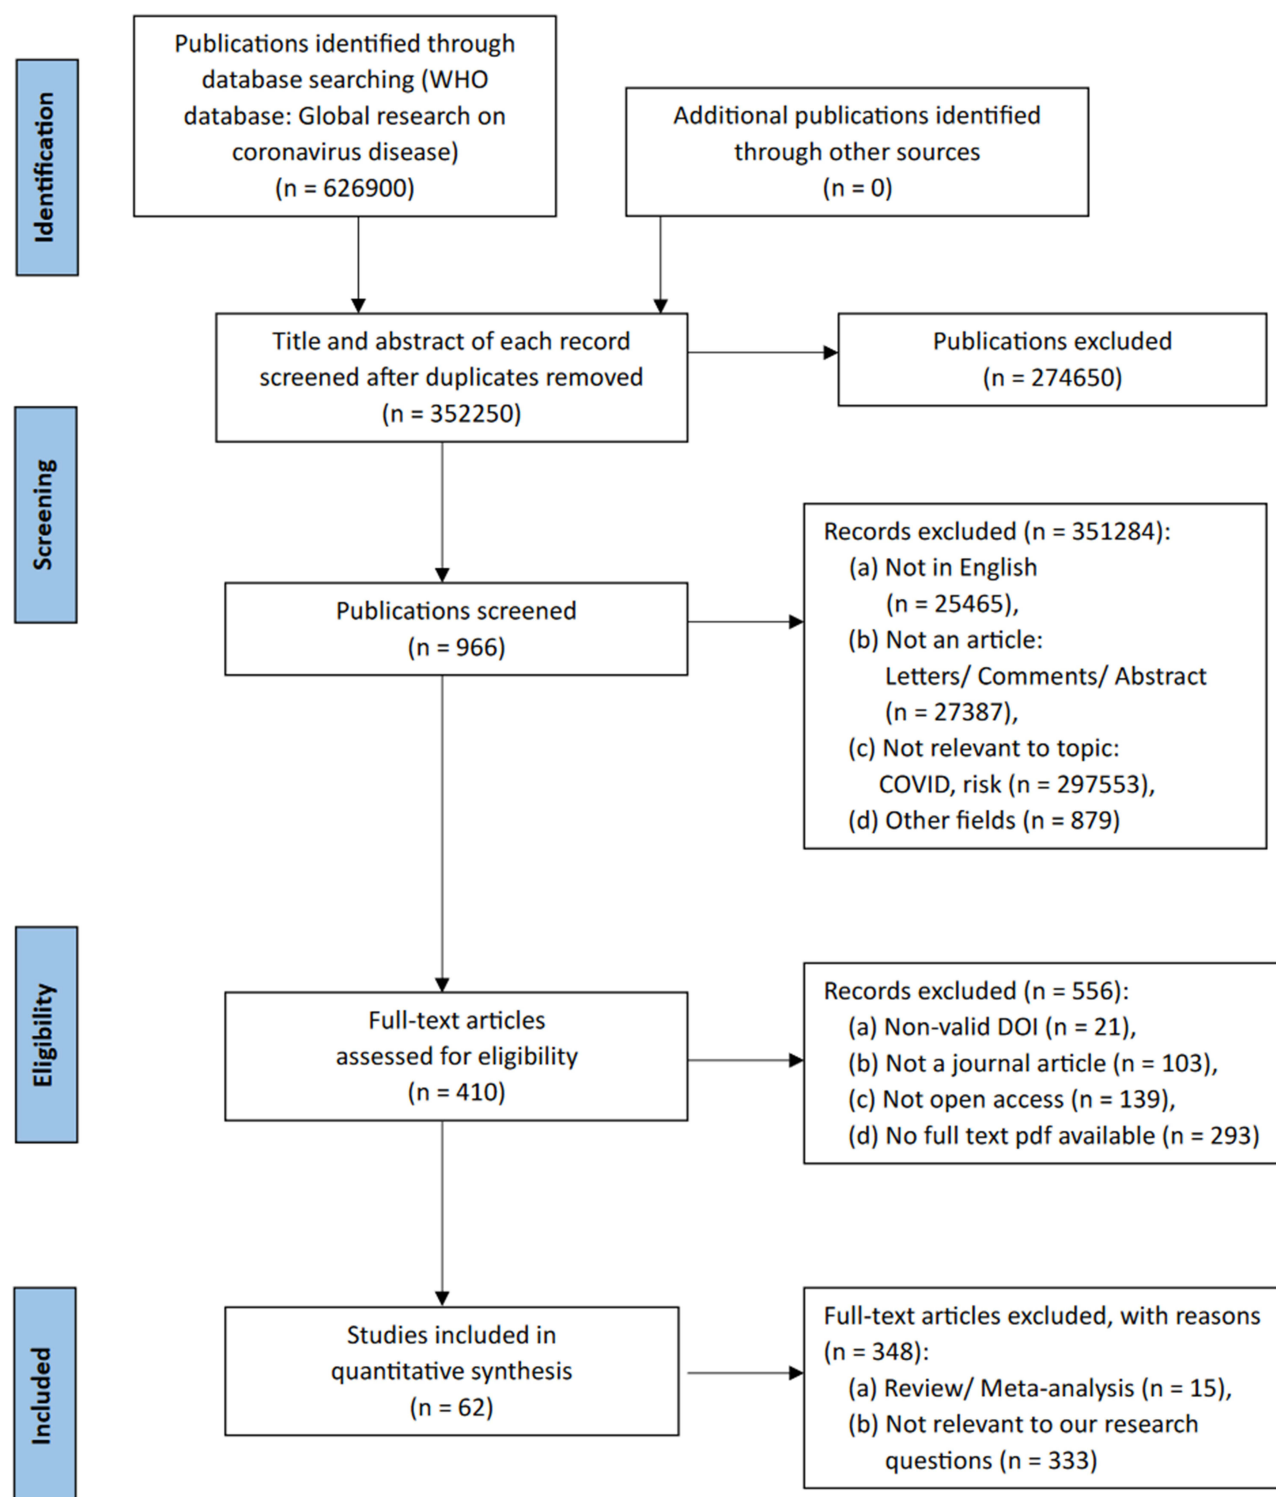 Identification
Publications identified through
database searching (WHO
database: Global research on
coronavirus disease)
(n = 626900)
Additional publications identified
through other sources
(n = 0)
Screening
Title and abstract of each record
screened after duplicates removed
(n = 352250)
Publications excluded
(n = 274650)
Publications screened
(n = 966)
Records excluded (n = 351284):
(a) Not in English
(n = 25465),
(b) Not an article:
Letters/ Comments/ Abstract
(n = 27387),
(c) Not relevant to topic:
COVID, risk (n = 297553),
(d) Other fields (n = 879)
Eligibility
Full-text articles
assessed for eligibility
(n = 410)
Records excluded (n = 556):
(a) Non-valid DOI (n = 21),
(b) Not a journal article (n = 103),
(c) Not open access (n = 139),
(d) No full text pdf available (n = 293)
Included
Studies included in
quantitative synthesis
(n = 62)
Full-text articles excluded, with reasons
(n = 348):
(a) Review/ Meta-analysis (n = 15),
(b) Not relevant to our research
questions (n = 333)